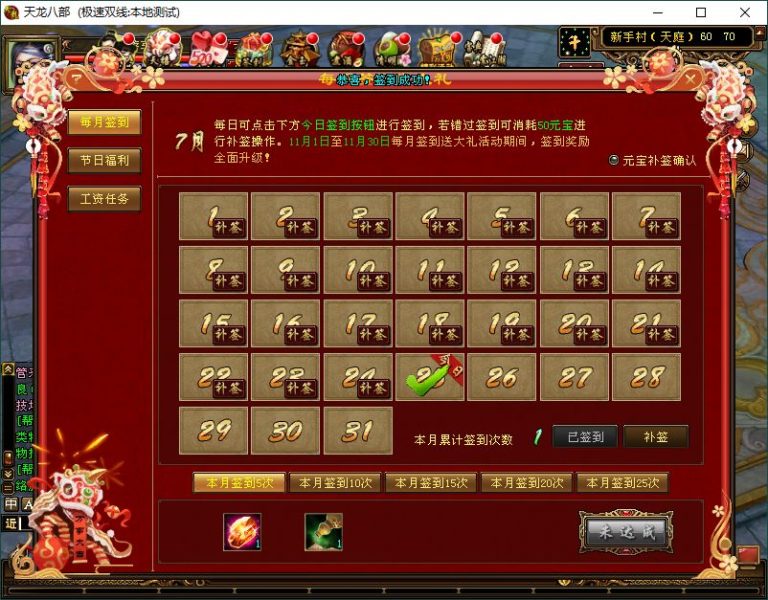 天龙八部 (极速双线:本地测试)
新手村(天庭) 60 70
恭喜,签到成功!
每月签到
节日福利
工资任务
7月
每日可点击下方今日签到按钮进行签到,若错过签到可消耗50元宝进
行补签操作。11月1日至11月30日每月签到送大礼活动期间,签到奖励
全面升级!
元宝补签确认
1 补签 2 补签 3 补签 4 补签 5 补签 6 补签 7 补签
8 补签 9 补签 10 补签 11 补签 12 补签 13 补签 14 补签
15 补签 16 补签 17 补签 18 补签 19 补签 20 补签 21 补签
22 补签 23 补签 24 补签 今日 26 27 28
29 30 31
本月累计签到次数 1 已签到 补签
本月签到5次 本月签到10次 本月签到15次 本月签到20次 本月签到25次
1 1 未达成
中 A
近